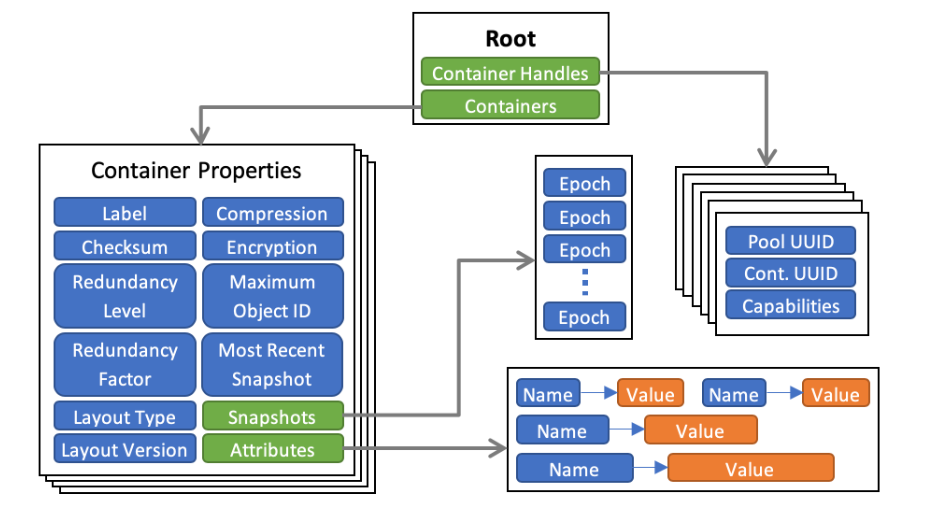 Root
Container Handles
Containers
Container Properties
Label
Compression
Checksum
Encryption
Redundancy
Level
Maximum
Object ID
Redundancy
Factor
Most Recent
Snapshot
Layout Type
Snapshots
Layout Version
Attributes
Epoch
Epoch
Epoch
Epoch
Pool UUID
Cont. UUID
Capabilities
Name
Value
Name
Value
Name
Value
Name
Value